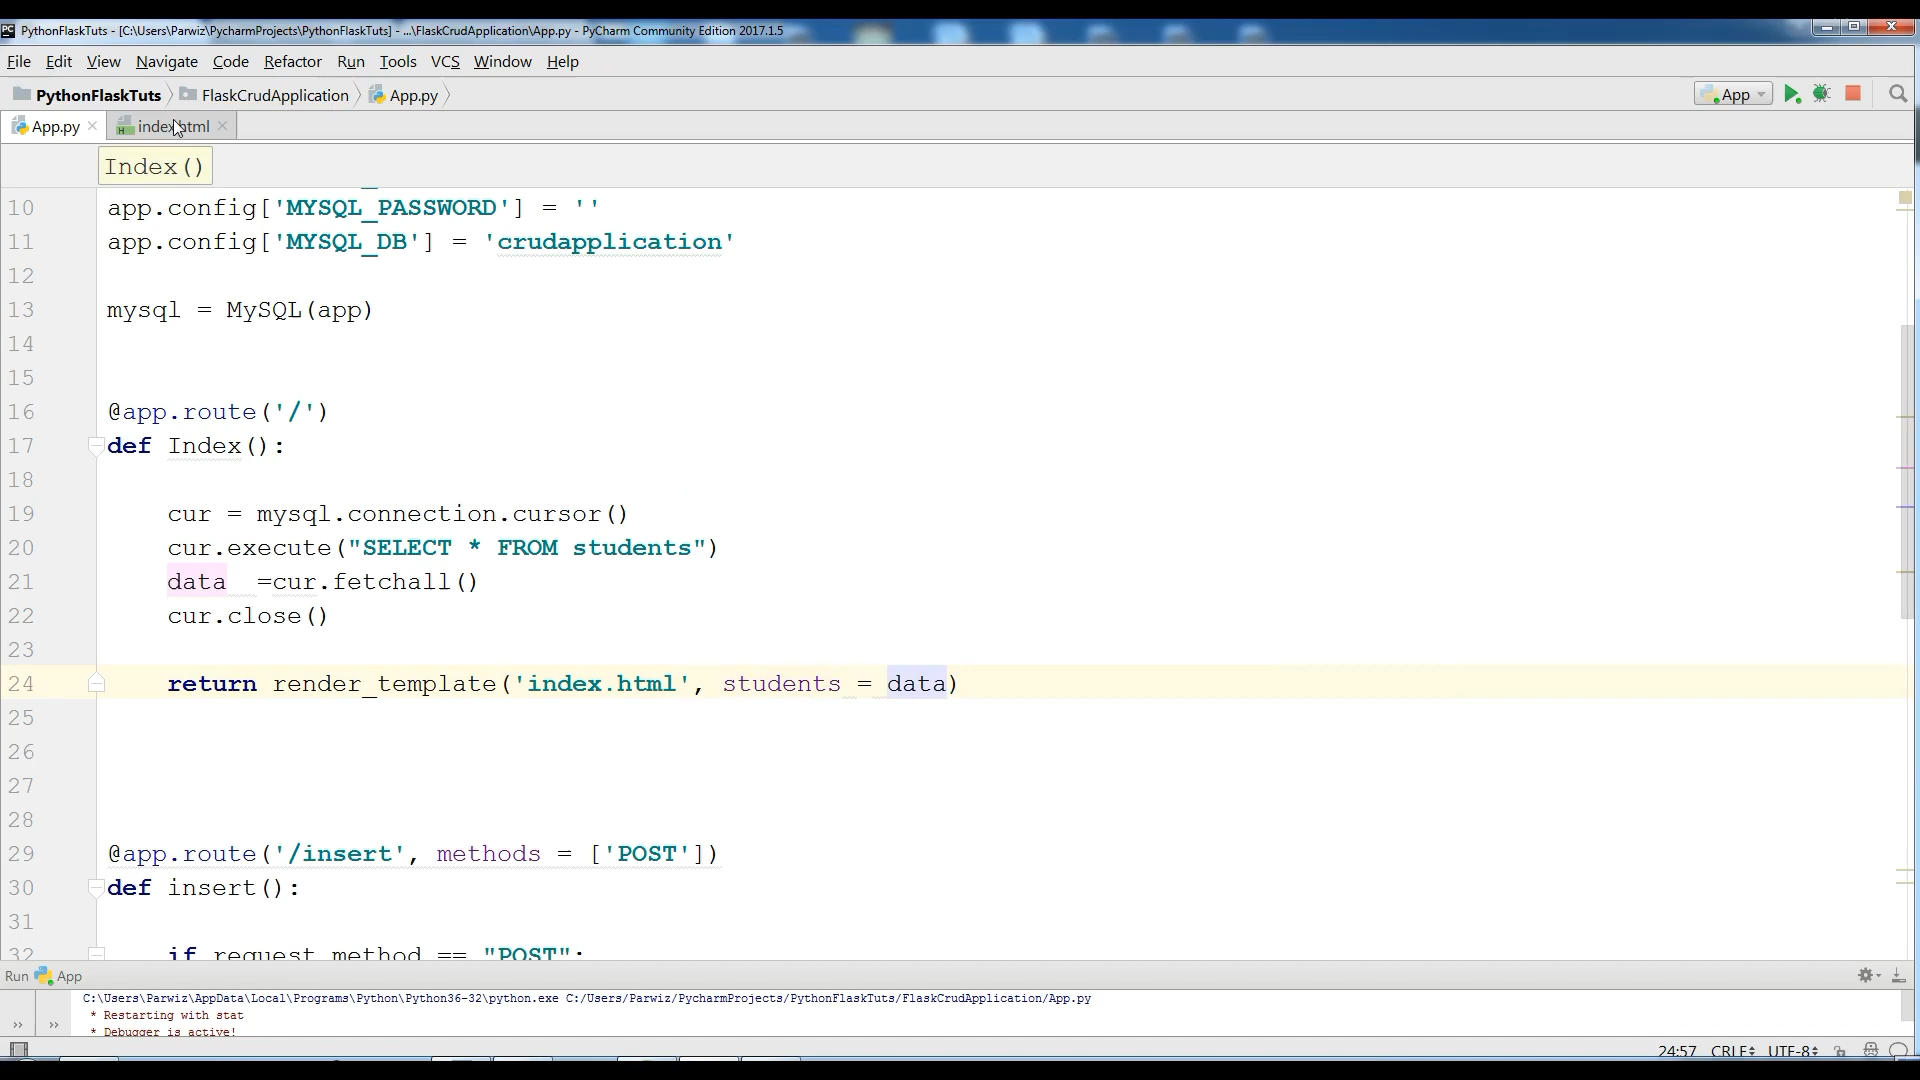 PythonFlaskTuts - [C:\Users\Parwiz\PycharmProjects\PythonFlaskTuts] - ...\FlaskCrudApplication\App.py - PyCharm Community Edition 2017.1.5
File Edit View Navigate Code Refactor Run Tools VCS Window Help
PythonFlaskTuts FlaskCrudApplication App.py App
App.py index.html
Index()
10 app.config['MYSQL_PASSWORD'] = ''
11 app.config['MYSQL_DB'] = 'crudapplication'
12
13 mysql = MySQL(app)
14
15
16 @app.route('/')
17 def Index():
18
19 cur = mysql.connection.cursor()
20 cur.execute("SELECT * FROM students")
21 data  =cur.fetchall()
22 cur.close()
23
24 return render_template('index.html', students = data)
25
26
27
28
29 @app.route('/insert', methods = ['POST'])
30 def insert():
31
32 if request.method == "POST":
Run App
C:\Users\Parwiz\AppData\Local\Programs\Python\Python36-32\python.exe C:/Users/Parwiz/PycharmProjects/PythonFlaskTuts/FlaskCrudApplication/App.py
* Restarting with stat
* Debugger is active!
24:57 CRLF UTF-8